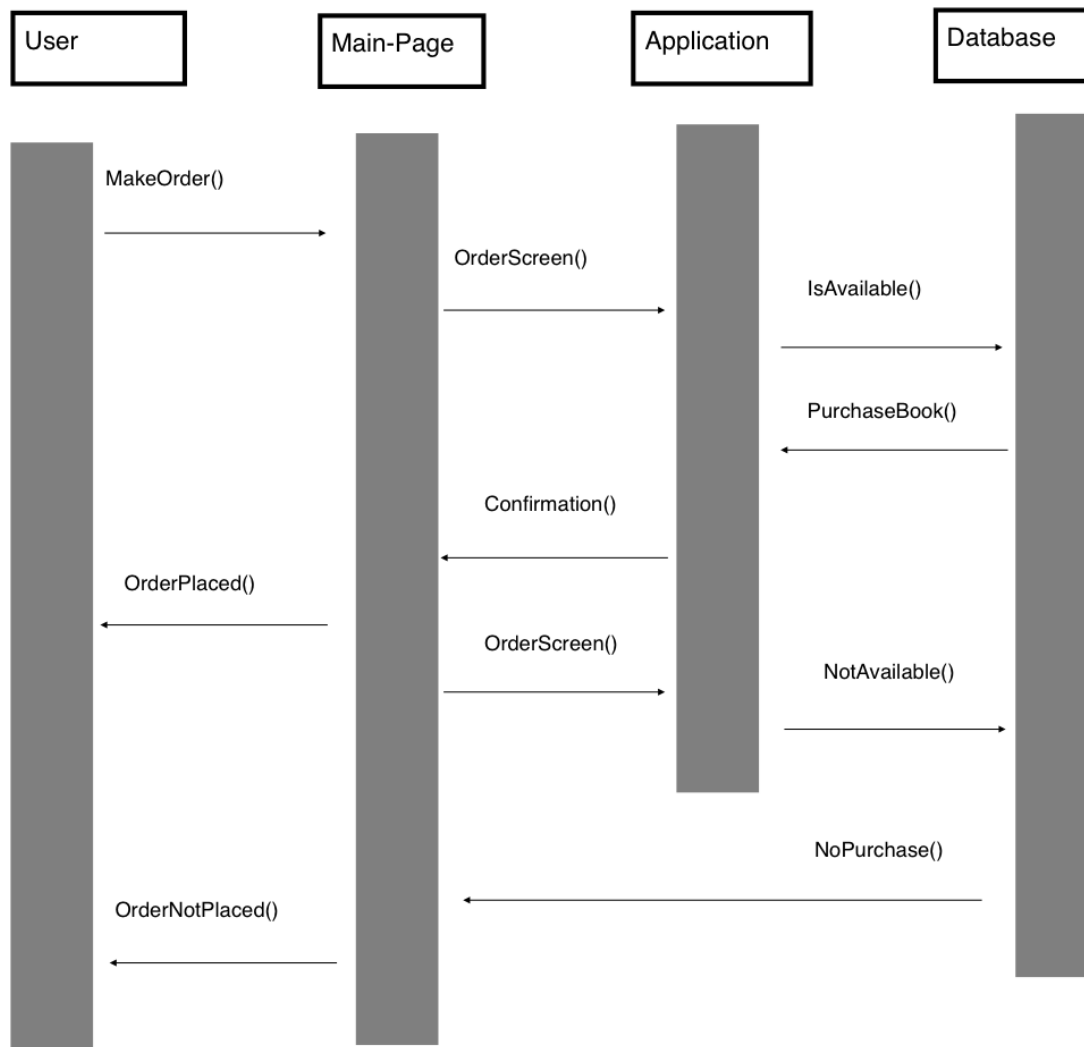 User
Main-Page
Application
Database
MakeOrder()
OrderScreen()
IsAvailable()
PurchaseBook()
Confirmation()
OrderPlaced()
OrderScreen()
NotAvailable()
NoPurchase()
OrderNotPlaced()